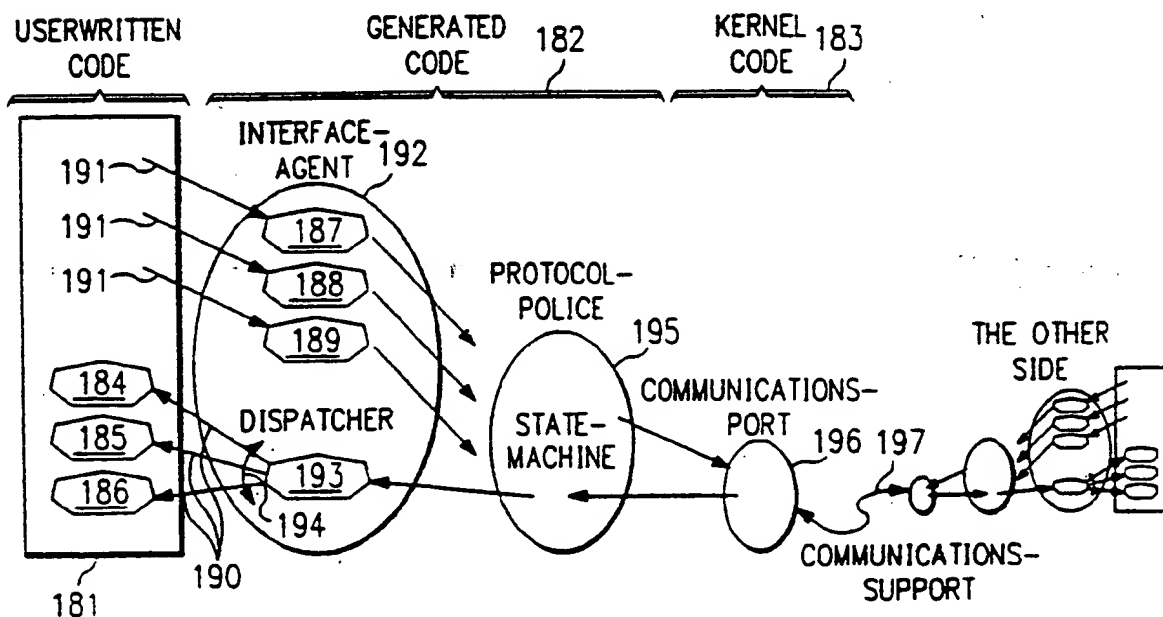 USERWRITTEN
CODE
GENERATED
CODE
182
KERNEL
CODE
183
INTERFACE-
AGENT
192
191
191
191
187
188
189
PROTOCOL-
POLICE
195
THE OTHER
SIDE
184
185
186
DISPATCHER
193
194
STATE-
MACHINE
COMMUNICATIONS-
PORT
196
197
190
181
COMMUNICATIONS-
SUPPORT